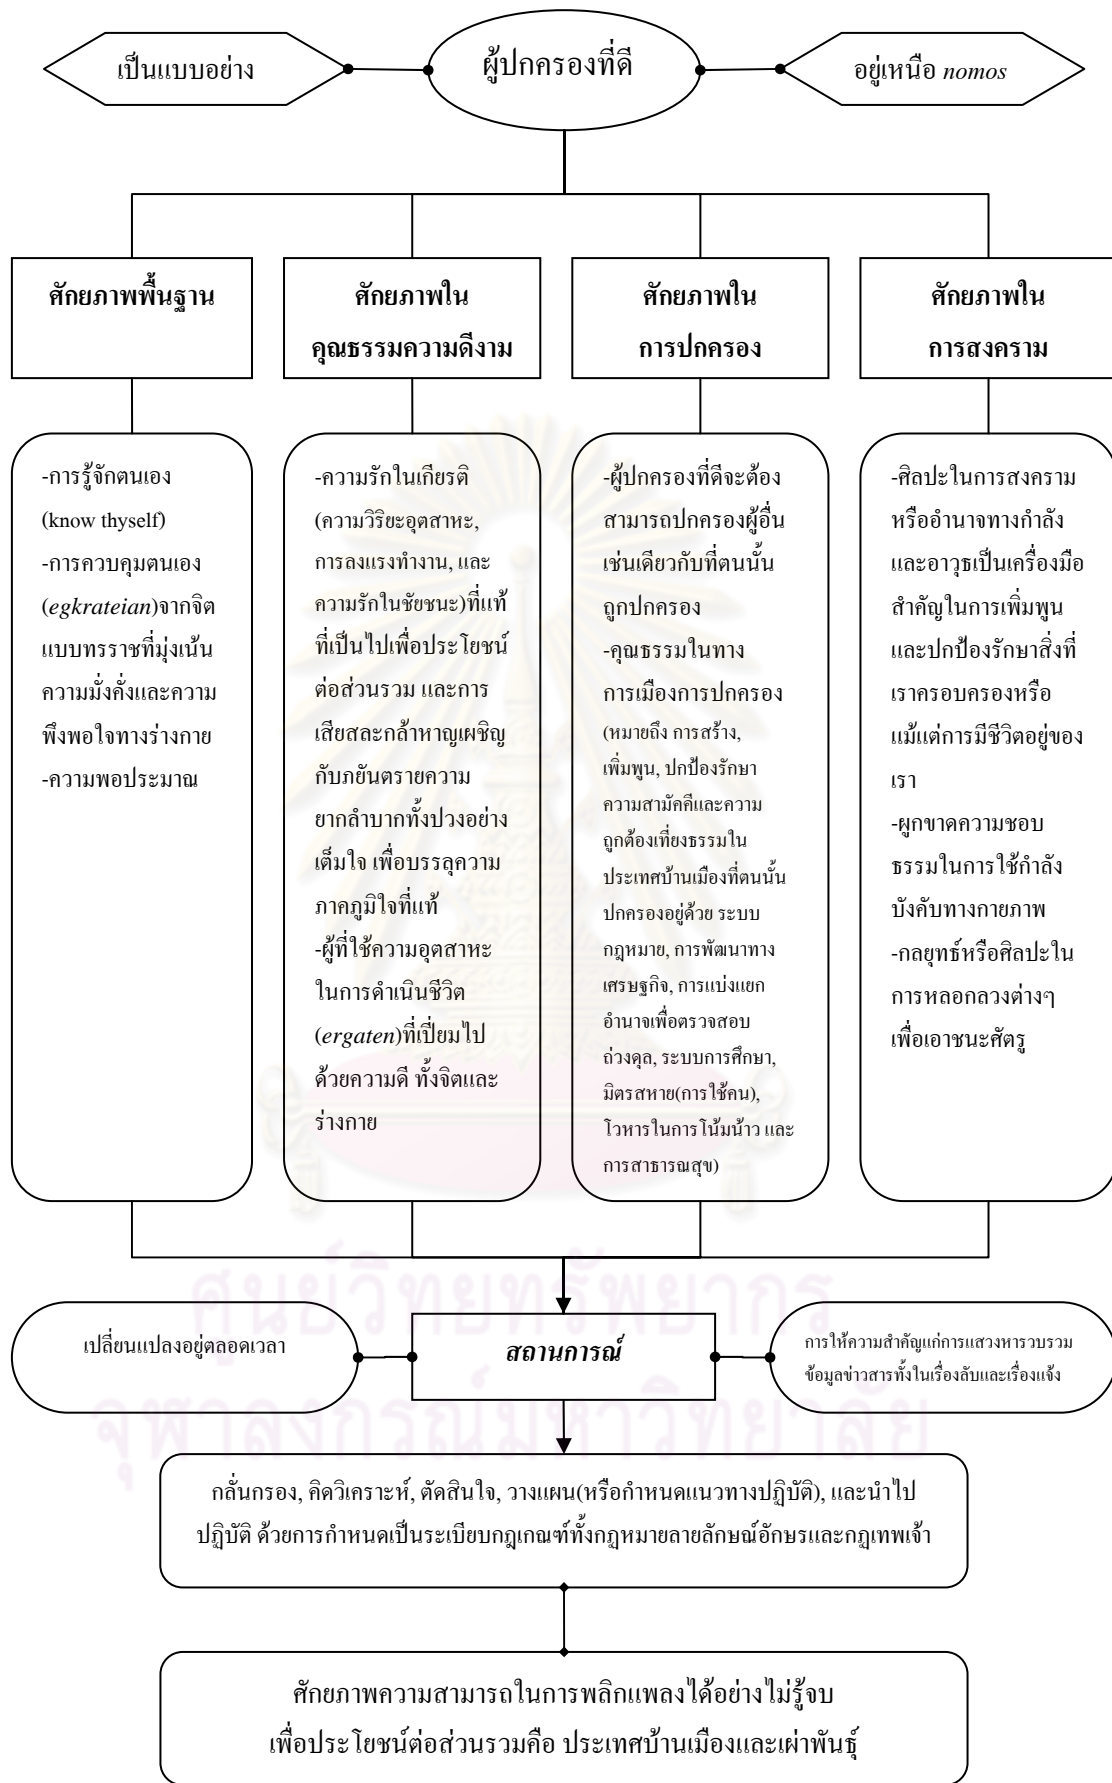 เป็นแบบอย่าง
ผู้ปกครองที่ดี
อยู่เหนือ nomos
ศักยภาพพื้นฐาน
ศักยภาพใน
คุณธรรมความดีงาม
ศักยภาพใน
การปกครอง
ศักยภาพใน
การสงคราม
-การรู้จักตนเอง
(know thyself)
-การควบคุมตนเอง
(egkrateian)จากจิต
แบบทรราชที่มุ่งเน้น
ความมั่งคั่งและความ
พึงพอใจทางร่างกาย
-ความพอประมาณ
-ความรักในเกียรติ
(ความวิริยะอุตสาหะ,
การลงแรงทำงาน, และ
ความรักในชัยชนะ)ที่แท้
ที่เป็นไปเพื่อประโยชน์
ต่อส่วนรวม และการ
เสียสละกล้าหาญเผชิญ
กับภยันตรายความ
ยากลำบากทั้งปวงอย่าง
เต็มใจ เพื่อบรรลุความ
ภาคภูมิใจที่แท้
-ผู้ที่ใช้ความอุตสาหะ
ในการดำเนินชีวิต
(ergaten)ที่เปี่ยมไป
ด้วยความดี ทั้งจิตและ
ร่างกาย
-ผู้ปกครองที่ดีจะต้อง
สามารถปกครองผู้อื่น
เช่นเดียวกับที่ตนนั้น
ถูกปกครอง
-คุณธรรมในทาง
การเมืองการปกครอง
(หมายถึง การสร้าง,
เพิ่มพูน, ปกป้องรักษา
ความสามัคคีและความ
ถูกต้องเที่ยงธรรมใน
ประเทศบ้านเมืองที่ตนนั้น
ปกครองอยู่ด้วย ระบบ
กฎหมาย, การพัฒนาทาง
เศรษฐกิจ, การแบ่งแยก
อำนาจเพื่อตรวจสอบ
ถ่วงดุล, ระบบการศึกษา,
มิตรสหาย(การใช้คน),
โวหารในการโน้มน้าว และ
การสาธารณสุข)
-ศิลปะในการสงคราม
หรืออำนาจทางกำลัง
และอาวุธเป็นเครื่องมือ
สำคัญในการเพิ่มพูน
และปกป้องรักษาสิ่งที่
เราครอบครองหรือ
แม้แต่การมีชีวิตอยู่ของ
เรา
-ผูกขาดความชอบ
ธรรมในการใช้กำลัง
บังคับทางกายภาพ
-กลยุทธ์หรือศิลปะใน
การหลอกลวงต่างๆ
เพื่อเอาชนะศัตรู
ศูนย์วิทยทรัพยากร
เปลี่ยนแปลงอยู่ตลอดเวลา
สถานการณ์
การให้ความสำคัญแก่การแสวงหารวบรวม
ข้อมูลข่าวสารทั้งในเรื่องลับและเรื่องแจ้ง
จุฬาลงกรณ์มหาวิทยาลัย
กลั่นกรอง, คิดวิเคราะห์, ตัดสินใจ, วางแผน(หรือกำหนดแนวทางปฏิบัติ), และนำไป
ปฏิบัติ ด้วยการกำหนดเป็นระเบียบกฎเกณฑ์ทั้งกฎหมายลายลักษณ์อักษรและกฎเทพเจ้า
ศักยภาพความสามารถในการพลิกแพลงได้อย่างไม่รู้จบ
เพื่อประโยชน์ต่อส่วนรวมคือ ประเทศบ้านเมืองและเผ่าพันธุ์